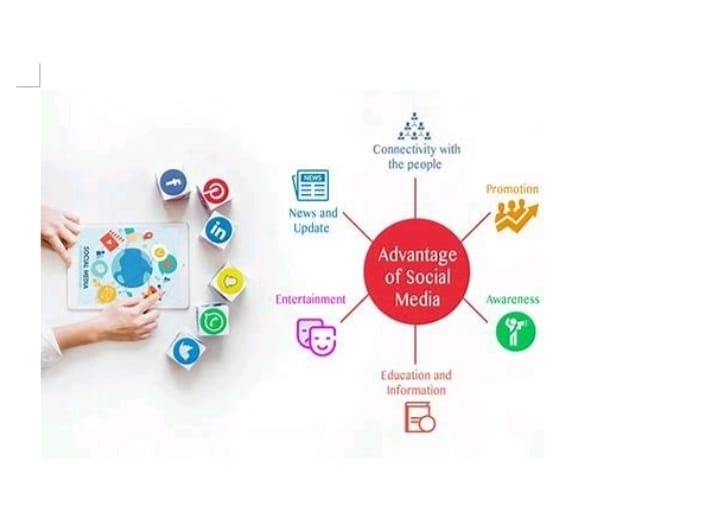 Connectivity with
the people
Promotion
NEWS
News and
Update
Advantage
of Social
Media
Entertainment
Awareness
Education and
Information
SOCIAL MEDIA
in